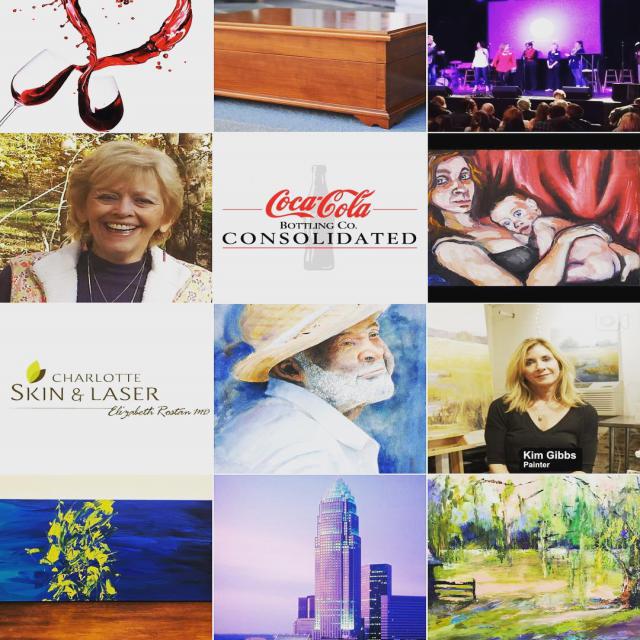 Coca-Cola
BOTTLING CO.
CONSOLIDATED
CHARLOTTE
SKIN & LASER
Elizabeth Rostan MD
Kim Gibbs
Painter